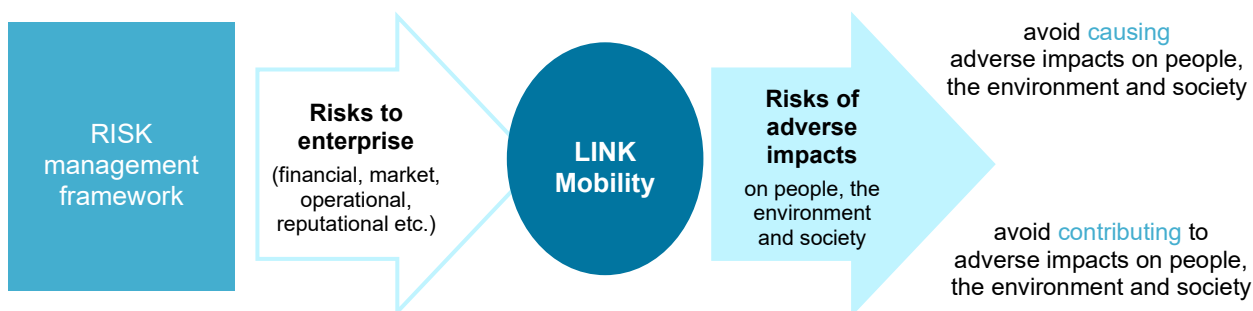 RISK
management
framework
Risks to
enterprise
(financial, market,
operational,
reputational etc.)
LINK
Mobility
Risks of
adverse
impacts
on people, the
environment
and society
avoid causing
adverse impacts on people,
the environment and society
avoid contributing to
adverse impacts on people,
the environment and society